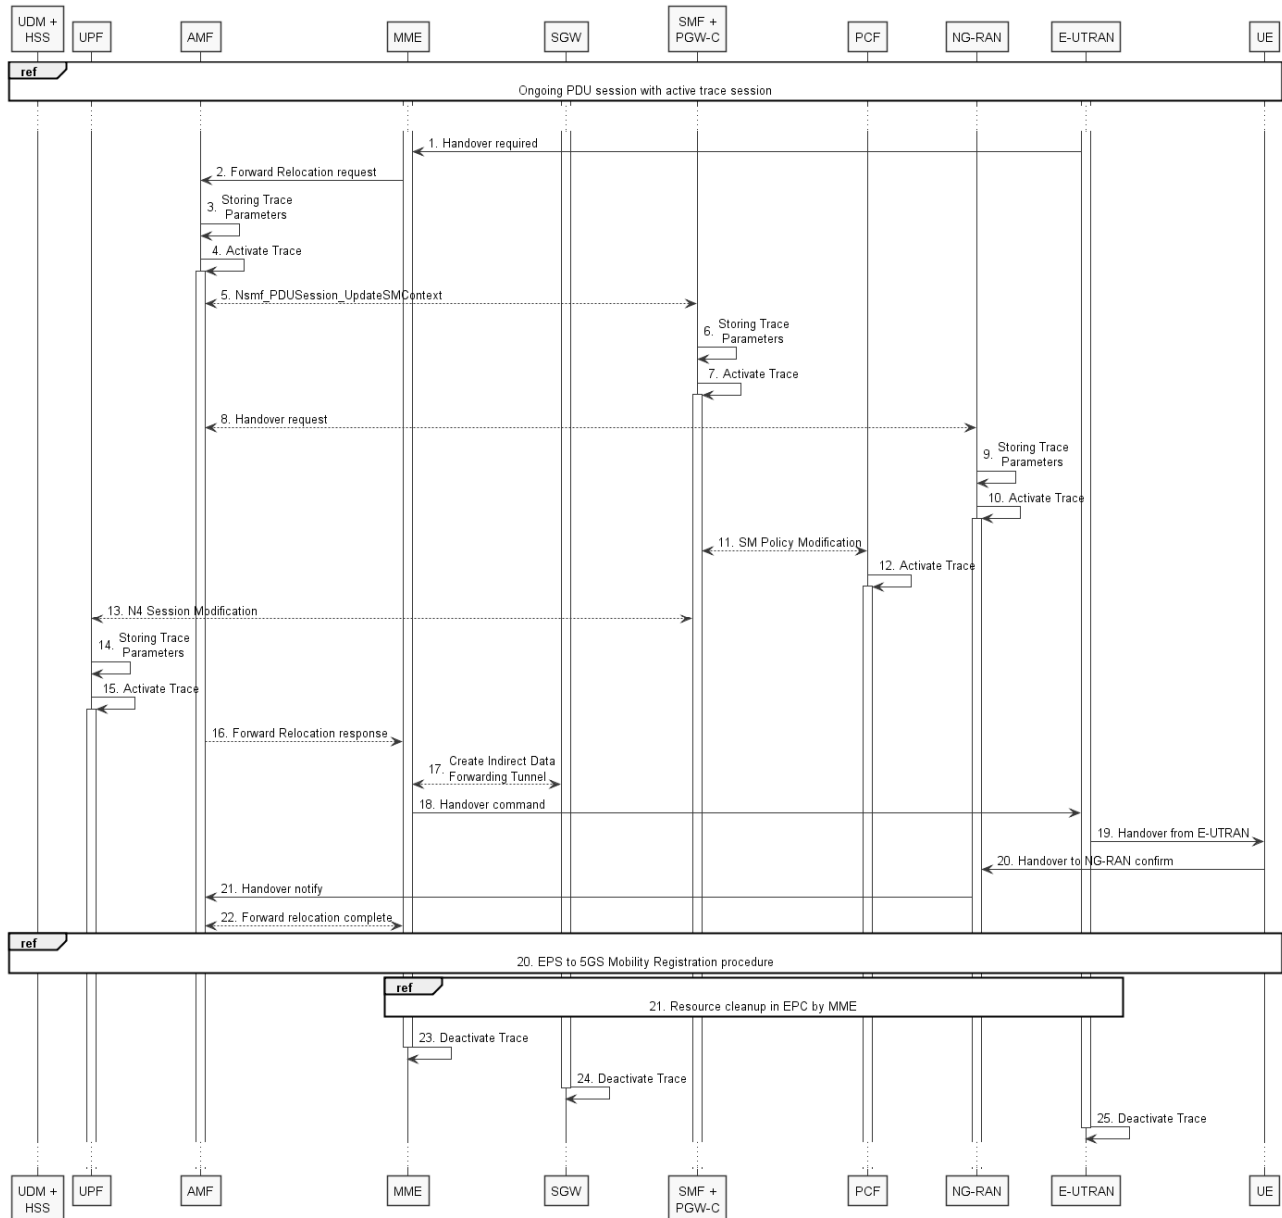 UDM +
HSS
UPF
AMF
MME
SGW
SMF +
PGW-C
PCF
NG-RAN
E-UTRAN
UE
ref
Ongoing PDU session with active trace session
1. Handover required
2. Forward Relocation request
3. Storing Trace
Parameters
4. Activate Trace
5. Nsmf_PDUSession_UpdateSMContext
6. Storing Trace
Parameters
7. Activate Trace
8. Handover request
9. Storing Trace
Parameters
10. Activate Trace
11. SM Policy Modification
12. Activate Trace
13. N4 Session Modification
14. Storing Trace
Parameters
15. Activate Trace
16. Forward Relocation response
17. Create Indirect Data
Forwarding Tunnel
18. Handover command
19. Handover from E-UTRAN
20. Handover to NG-RAN confirm
21. Handover notify
22. Forward relocation complete
ref
20. EPS to 5GS Mobility Registration procedure
ref
21. Resource cleanup in EPC by MME
23. Deactivate Trace
24. Deactivate Trace
25. Deactivate Trace
UDM +
HSS
UPF
AMF
MME
SGW
SMF +
PGW-C
PCF
NG-RAN
E-UTRAN
UE